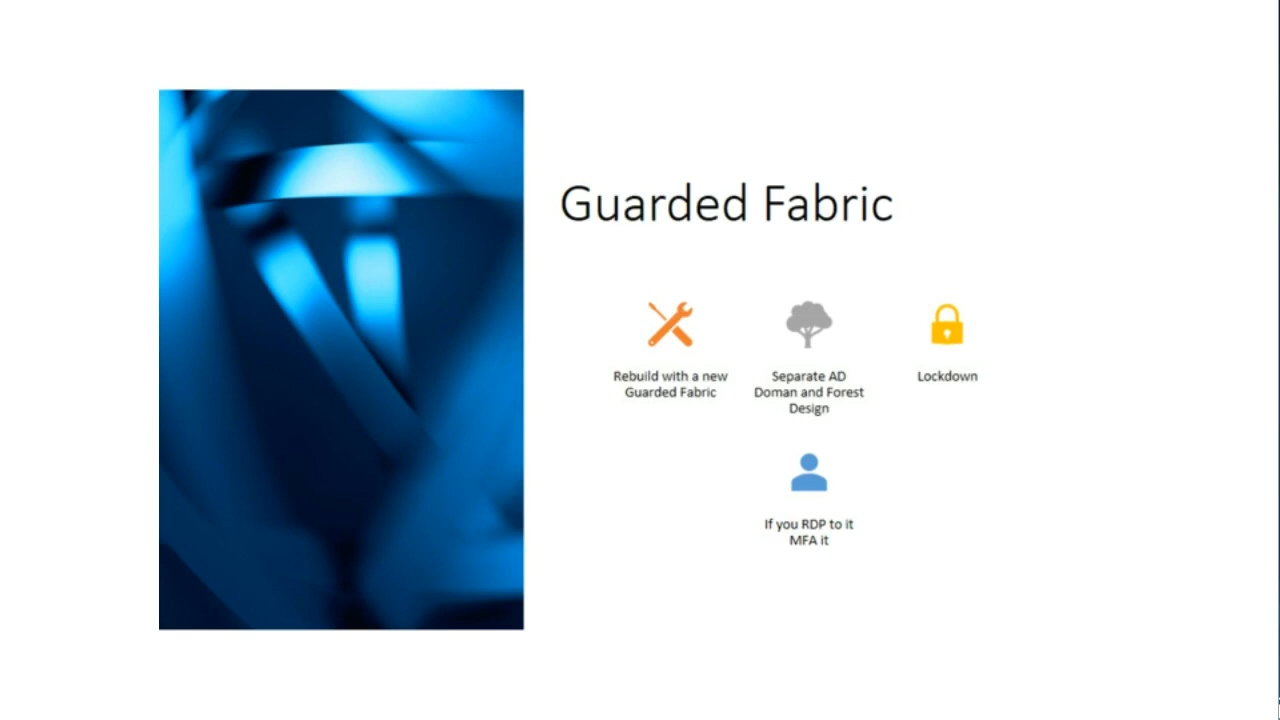 Guarded Fabric
Rebuild with a new
Guarded Fabric
Separate AD
Doman and Forest
Design
Lockdown
If you RDP to it
MFA it